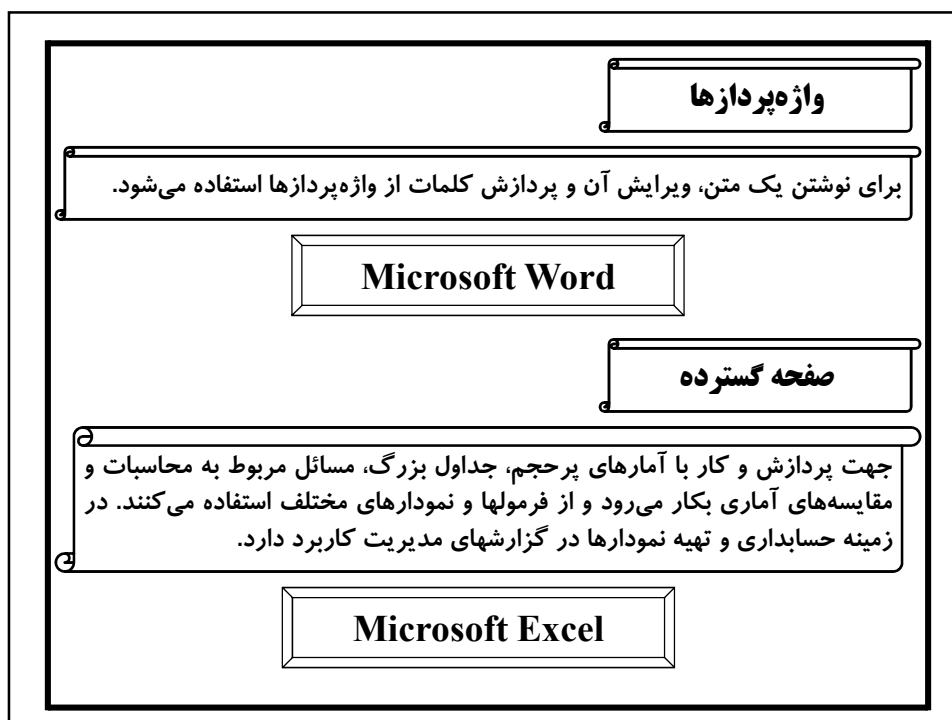 واژه‌پردازها
برای نوشتن یک متن، ویرایش آن و پردازش کلمات از واژه‌پردازها استفاده می‌شود.
Microsoft Word
صفحه گسترده
جهت پردازش و کار با آمارهای پرحجم، جداول بزرگ، مسائل مربوط به محاسبات و
مقایسه‌های آماری بکار می‌رود و از فرمولها و نمودارهای مختلف استفاده می‌کنند. در
زمینه حسابداری و تهیه نمودارها در گزارشهای مدیریت کاربرد دارد.
Microsoft Excel